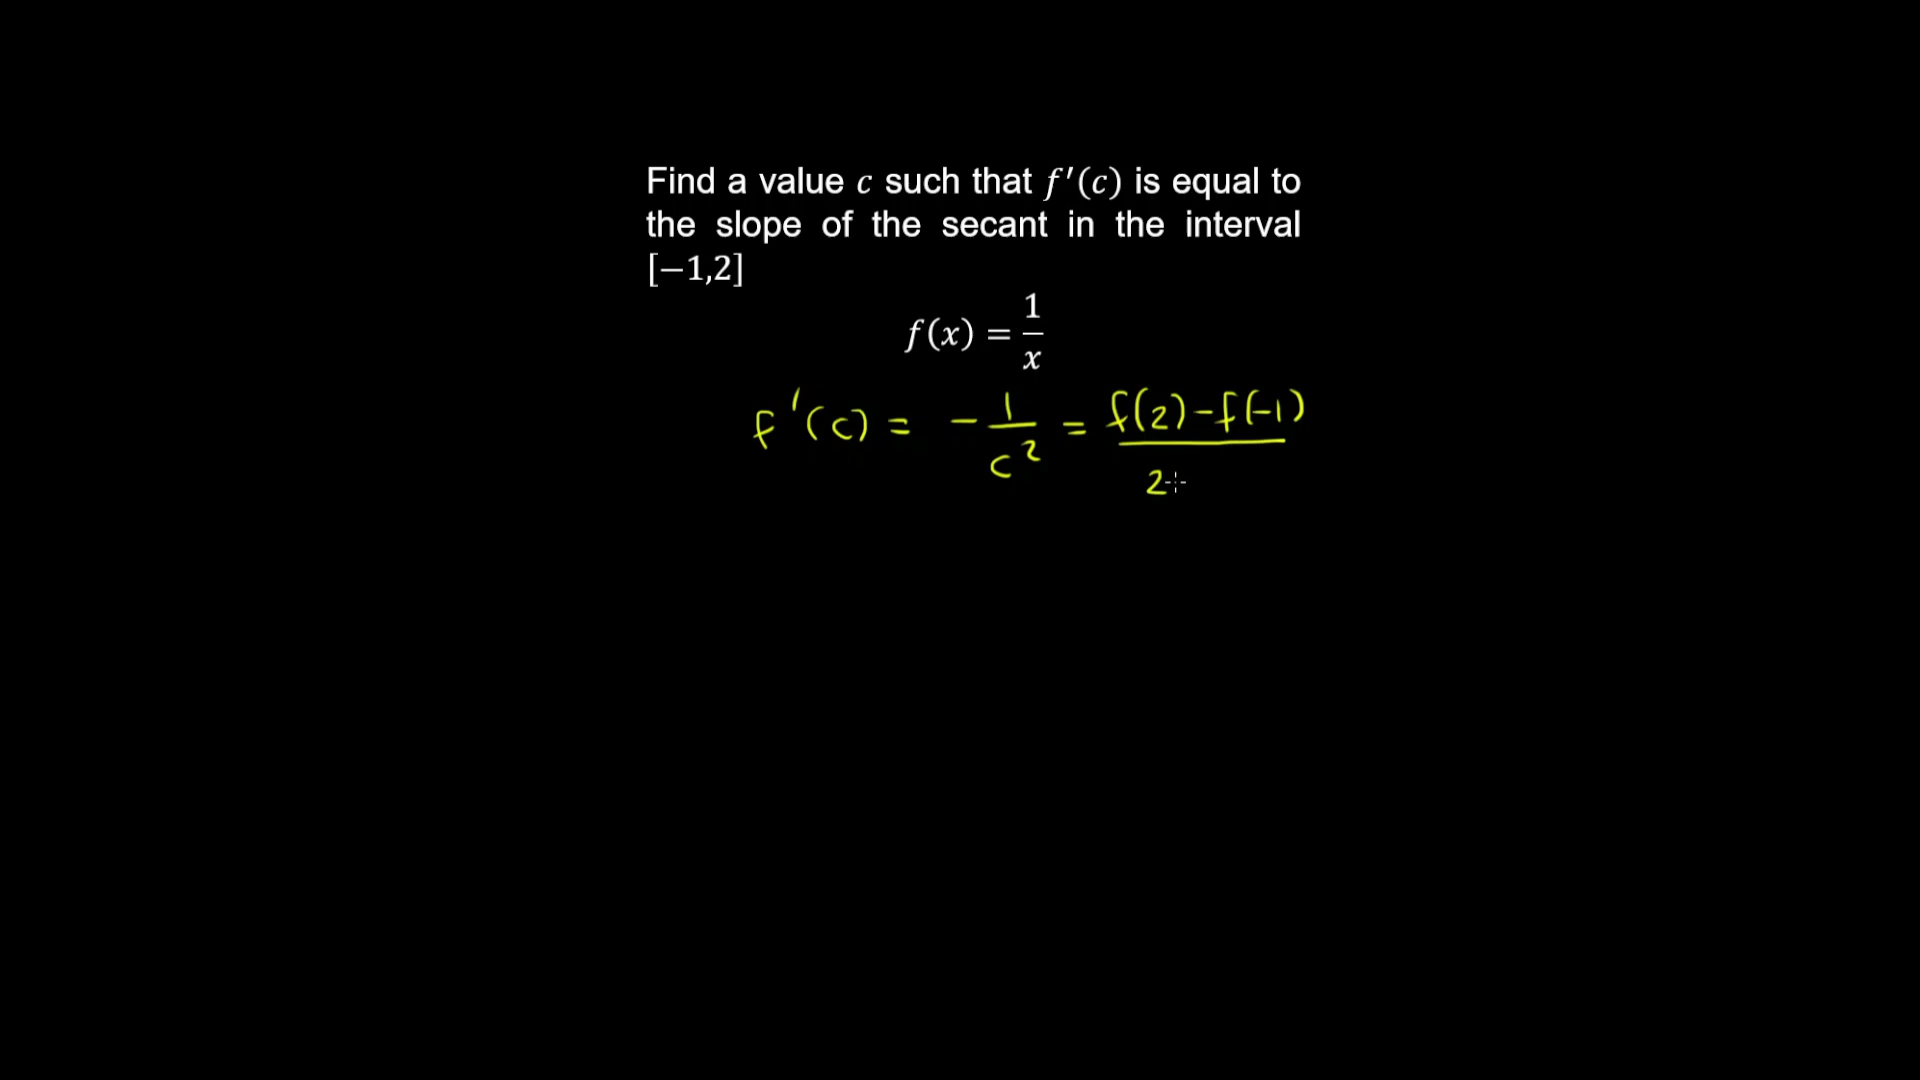 Find a value c such that f′(c) is equal to
the slope of the secant in the interval
[−1,2]
f(x) = 1/x
f'(c) = - 1/c² = f(2)-f(-1)/2